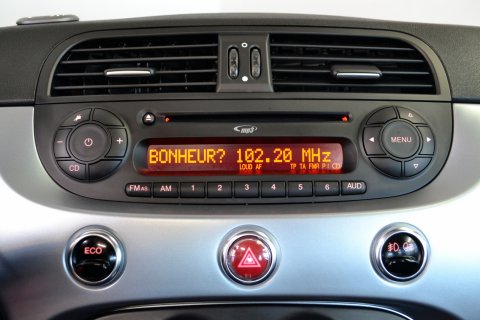 mp3
BONHEUR? 102.20 MHz
LOUD AF TP TA
- +
MENU
CD
FM AS AM 1 2 3 4 5 6 AUD
ECO